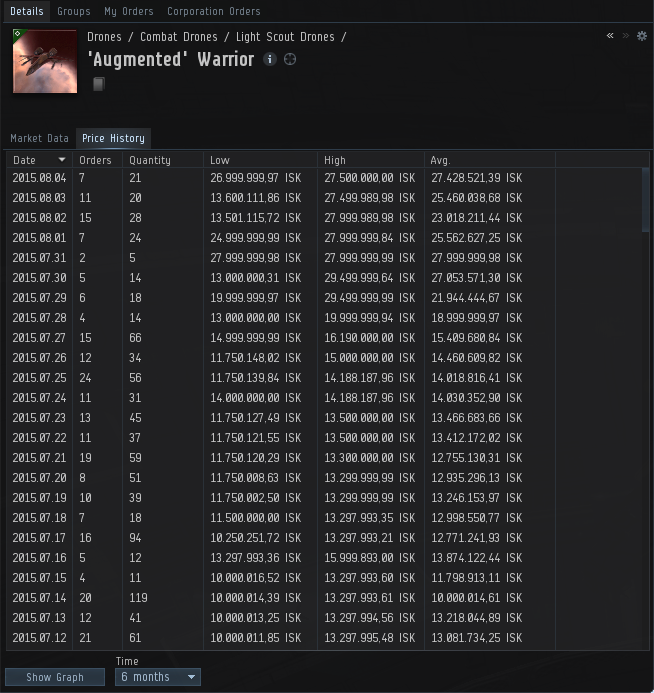 Details Groups My Orders Corporation Orders
Drones / Combat Drones / Light Scout Drones /
'Augmented' Warrior
Market Data Price History
Date Orders Quantity Low High Avg.
2015.08.04 7 21 26.999.999,97 ISK 27.500.000,00 ISK 27.428.521,39 ISK
2015.08.03 11 20 13.600.111,86 ISK 27.499.989,98 ISK 25.460.038,68 ISK
2015.08.02 15 28 13.501.115,72 ISK 27.999.989,98 ISK 23.018.211,44 ISK
2015.08.01 7 24 24.999.999,99 ISK 27.999.999,84 ISK 25.562.627,25 ISK
2015.07.31 2 5 27.999.999,98 ISK 27.999.999,99 ISK 27.999.999,98 ISK
2015.07.30 5 14 13.000.000,31 ISK 29.499.999,64 ISK 27.053.571,30 ISK
2015.07.29 6 18 19.999.999,97 ISK 29.499.999,99 ISK 21.944.444,67 ISK
2015.07.28 4 14 13.000.000,00 ISK 19.999.999,94 ISK 18.999.999,97 ISK
2015.07.27 15 66 14.999.999,99 ISK 16.190.000,00 ISK 15.409.680,84 ISK
2015.07.26 12 34 11.750.148,02 ISK 15.000.000,00 ISK 14.460.609,82 ISK
2015.07.25 24 56 11.750.139,84 ISK 14.188.187,96 ISK 14.018.816,41 ISK
2015.07.24 11 31 14.000.000,00 ISK 14.188.187,96 ISK 14.030.352,90 ISK
2015.07.23 13 45 11.750.127,49 ISK 13.500.000,00 ISK 13.466.683,66 ISK
2015.07.22 11 37 11.750.121,55 ISK 13.500.000,00 ISK 13.412.172,02 ISK
2015.07.21 19 59 11.750.120,29 ISK 13.300.000,00 ISK 12.755.130,31 ISK
2015.07.20 8 51 11.750.008,63 ISK 13.299.999,99 ISK 12.935.296,13 ISK
2015.07.19 10 39 11.750.002,50 ISK 13.299.999,99 ISK 13.246.153,97 ISK
2015.07.18 7 18 11.500.000,00 ISK 13.297.993,35 ISK 12.998.550,77 ISK
2015.07.17 16 94 10.250.251,72 ISK 13.297.993,21 ISK 12.771.241,93 ISK
2015.07.16 5 12 13.297.993,36 ISK 15.999.893,00 ISK 13.874.122,44 ISK
2015.07.15 4 11 10.000.016,52 ISK 13.297.993,60 ISK 11.798.913,11 ISK
2015.07.14 20 119 10.000.014,39 ISK 13.297.993,61 ISK 10.000.014,61 ISK
2015.07.13 12 41 10.000.013,25 ISK 13.297.994,56 ISK 13.218.044,89 ISK
2015.07.12 21 61 10.000.011,85 ISK 13.297.995,48 ISK 13.081.734,25 ISK
Time
Show Graph 6 months